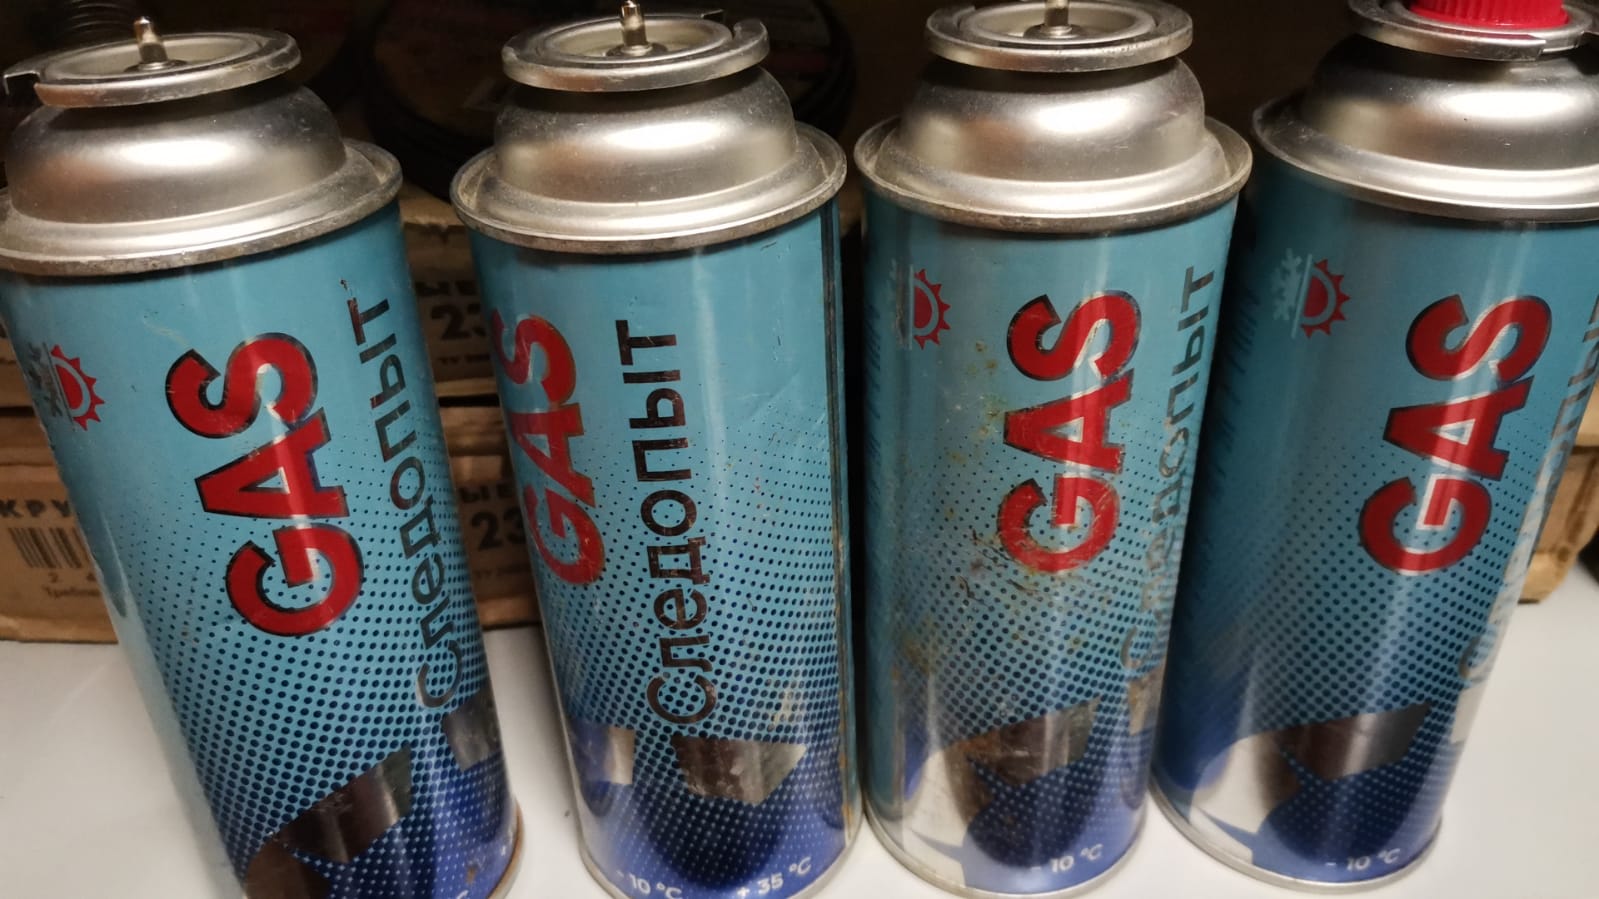 GAS
Следопыт
GAS
Следопыт
- 10 °C
+ 35 °C
GAS
Следопыт
- 10 °C
GAS
- 10 °C
КРУ
23
23